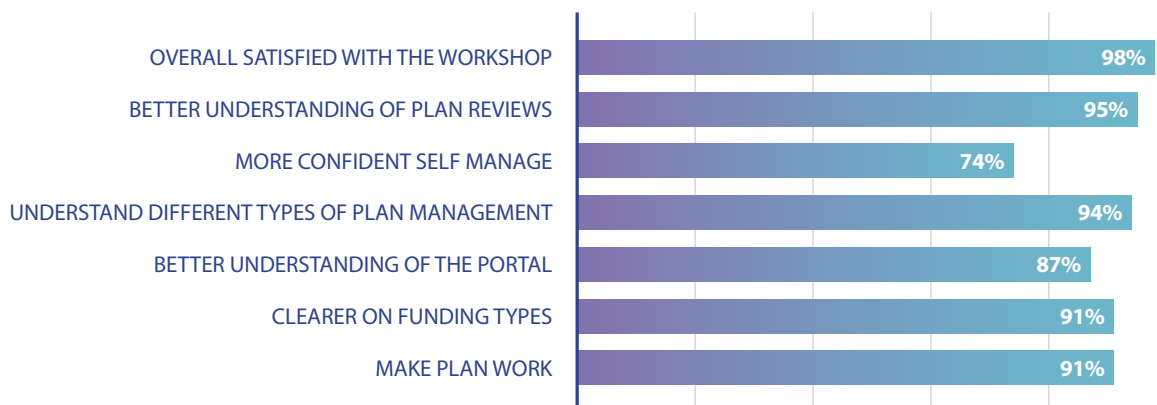 OVERALL SATISFIED WITH THE WORKSHOP 98%
BETTER UNDERSTANDING OF PLAN REVIEWS 95%
MORE CONFIDENT SELF MANAGE 74%
UNDERSTAND DIFFERENT TYPES OF PLAN MANAGEMENT 94%
BETTER UNDERSTANDING OF THE PORTAL 87%
CLEARER ON FUNDING TYPES 91%
MAKE PLAN WORK 91%